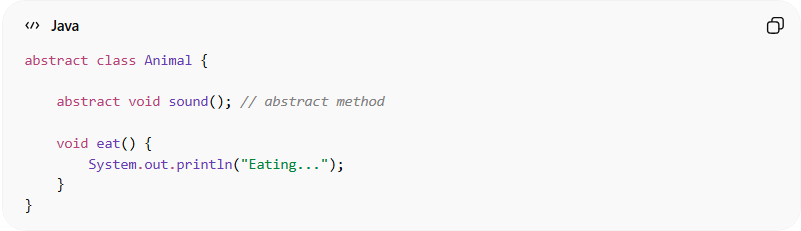 Java
abstract class Animal {
    abstract void sound(); // abstract method
    void eat() {
        System.out.println("Eating...");
    }
}